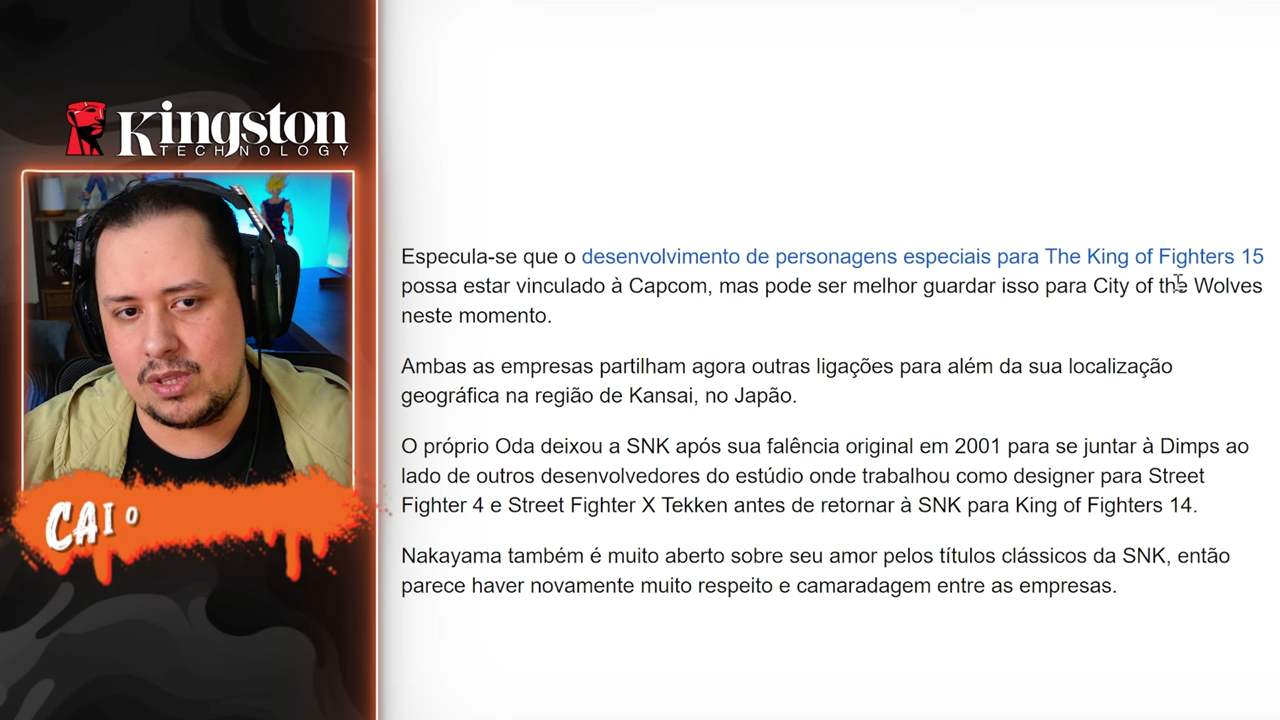 Kingston
TECHNOLOGY
CAIO
Especula-se que o desenvolvimento de personagens especiais para The King of Fighters 15
possa estar vinculado à Capcom, mas pode ser melhor guardar isso para City of the Wolves
neste momento.
Ambas as empresas partilham agora outras ligações para além da sua localização
geográfica na região de Kansai, no Japão.
O próprio Oda deixou a SNK após sua falência original em 2001 para se juntar à Dimps ao
lado de outros desenvolvedores do estúdio onde trabalhou como designer para Street
Fighter 4 e Street Fighter X Tekken antes de retornar à SNK para King of Fighters 14.
Nakayama também é muito aberto sobre seu amor pelos títulos clássicos da SNK, então
parece haver novamente muito respeito e camaradagem entre as empresas.